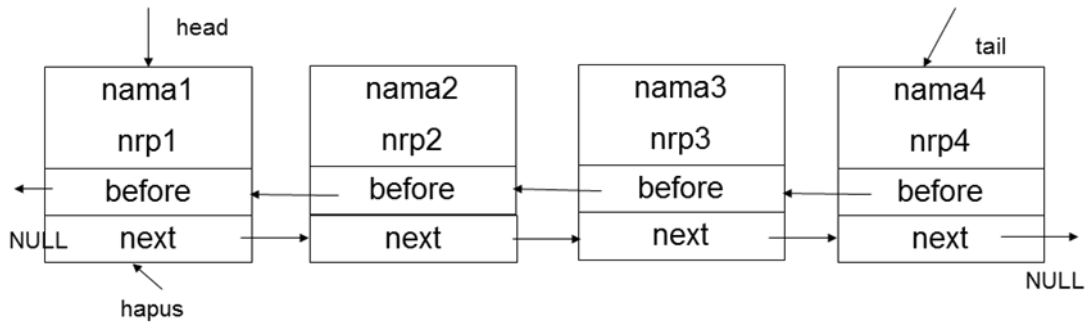 head
tail
nama1
nrp1
before
next
nama2
nrp2
before
next
nama3
nrp3
before
next
nama4
nrp4
before
next
NULL
NULL
hapus